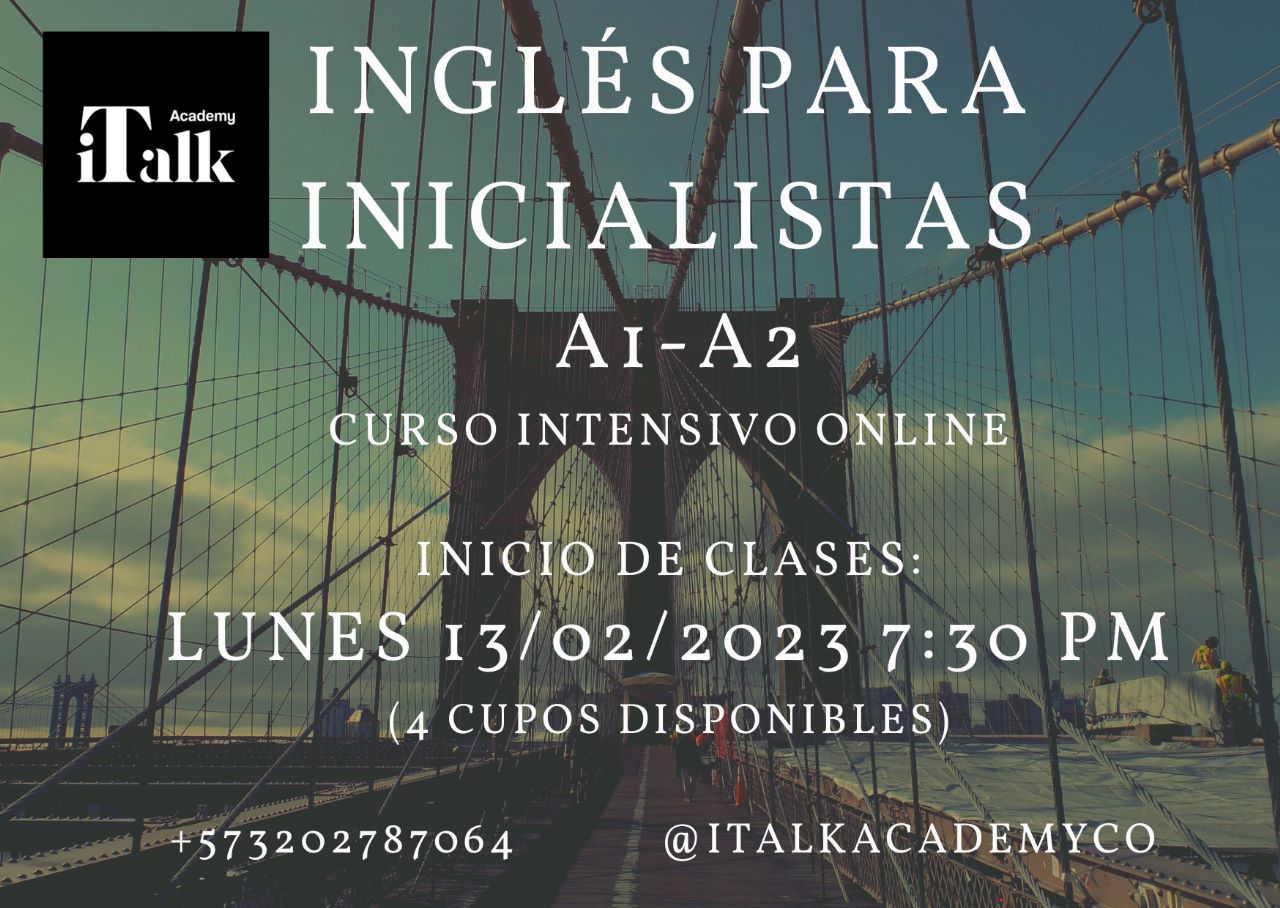 Academy
iTalk
INGLÉS PARA
INICIALISTAS
A1-A2
CURSO INTENSIVO ONLINE
INICIO DE CLASES:
LUNES 13/02/2023 7:30 PM
(4 CUPOS DISPONIBLES)
+573202787064
@ITALKACADEMYCO